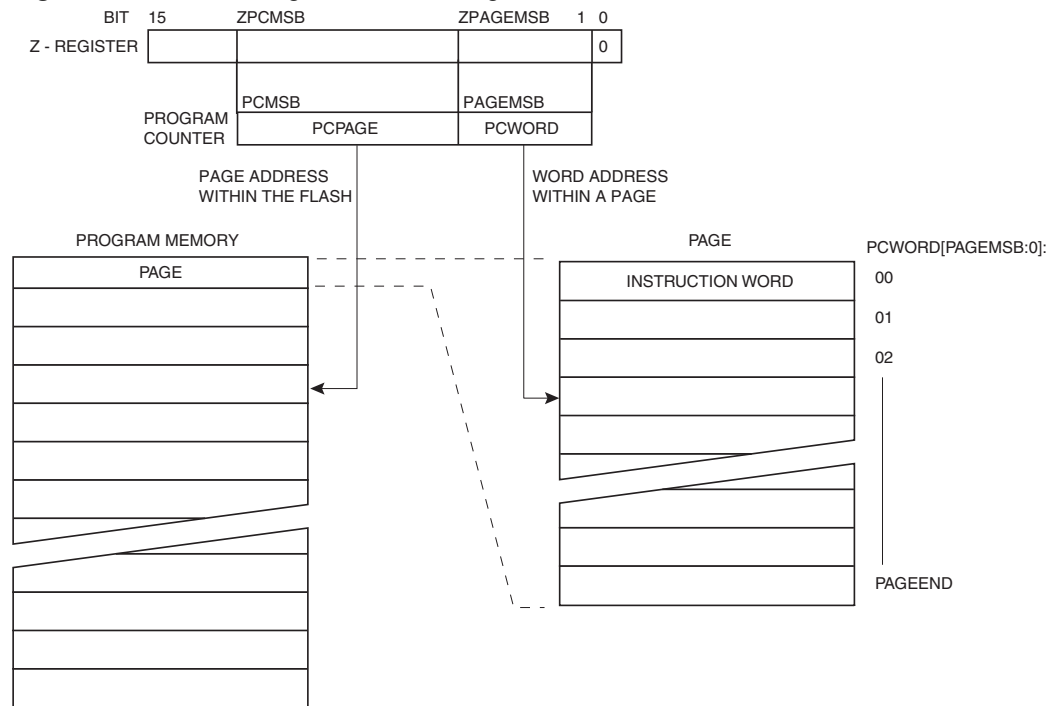 BIT 15 ZPCMSB ZPAGEMSB 1 0
Z - REGISTER 0
PCMSB PAGEMSB
PROGRAM
COUNTER
PCPAGE PCWORD
PAGE ADDRESS
WITHIN THE FLASH
WORD ADDRESS
WITHIN A PAGE
PROGRAM MEMORY
PAGE
PAGE
PCWORD[PAGEMSB:0]:
INSTRUCTION WORD
00
01
02
PAGEEND